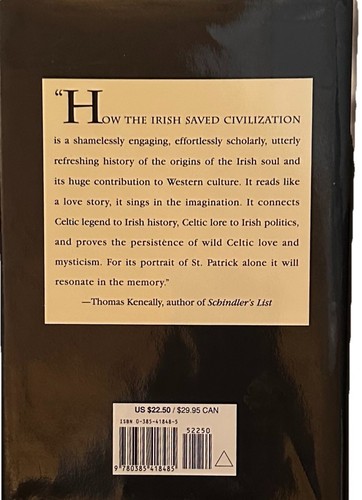 "HOW THE IRISH SAVED CIVILIZATION
is a shamelessly engaging, effortlessly scholarly, utterly
refreshing history of the origins of the Irish soul and
its huge contribution to Western culture. It reads like
a love story, it sings in the imagination. It connects
Celtic legend to Irish history, Celtic lore to Irish politics,
and proves the persistence of wild Celtic love and
mysticism. For its portrait of St. Patrick alone it will
resonate in the memory."
—Thomas Keneally, author of Schindler's List
US $22.50 / $29.95 CAN
ISBN 0-385-41848-5
52250
9 780385 418485